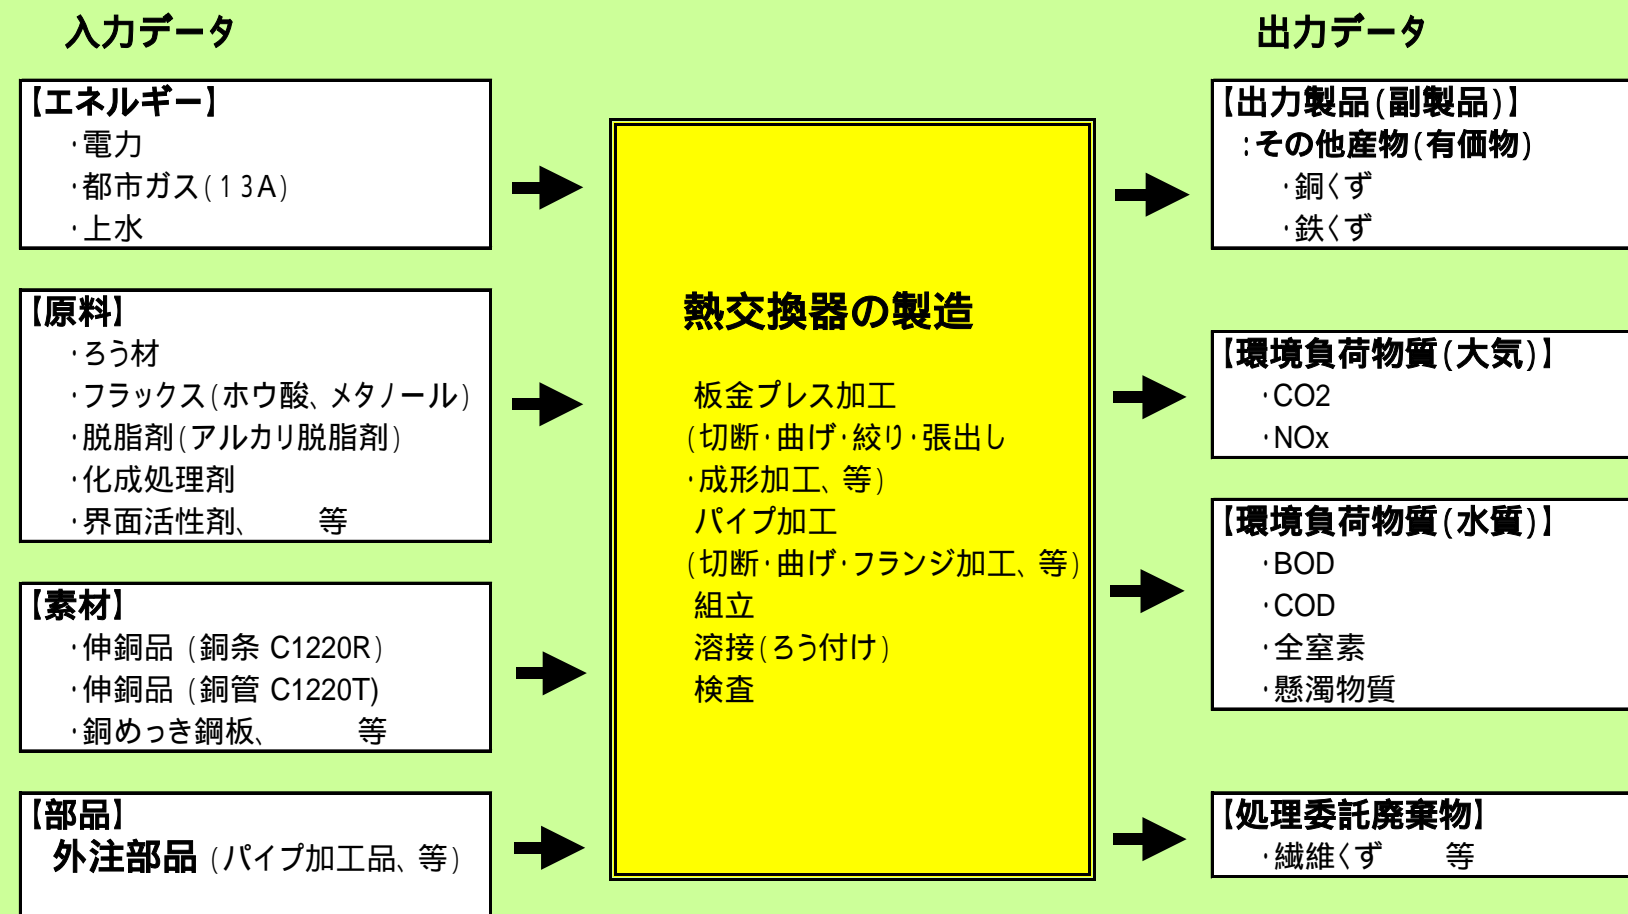 入力データ
【エネルギー】
・電力
・都市ガス(13A)
・上水
【原料】
・ろう材
・フラックス(ホウ酸、メタノール)
・脱脂剤(アルカリ脱脂剤)
・化成処理剤
・界面活性剤、 等
【素材】
・伸銅品 (銅条 C1220R)
・伸銅品 (銅管 C1220T)
・銅めっき鋼板、 等
【部品】
外注部品 (パイプ加工品、等)
熱交換器の製造
板金プレス加工
(切断・曲げ・絞り・張出し
・成形加工、等)
パイプ加工
(切断・曲げ・フランジ加工、等)
組立
溶接(ろう付け)
検査
出力データ
【出力製品(副製品)】
:その他産物(有価物)
・銅くず
・鉄くず
【環境負荷物質(大気)】
・CO2
・NOx
【環境負荷物質(水質)】
・BOD
・COD
・全窒素
・懸濁物質
【処理委託廃棄物】
・繊維くず 等